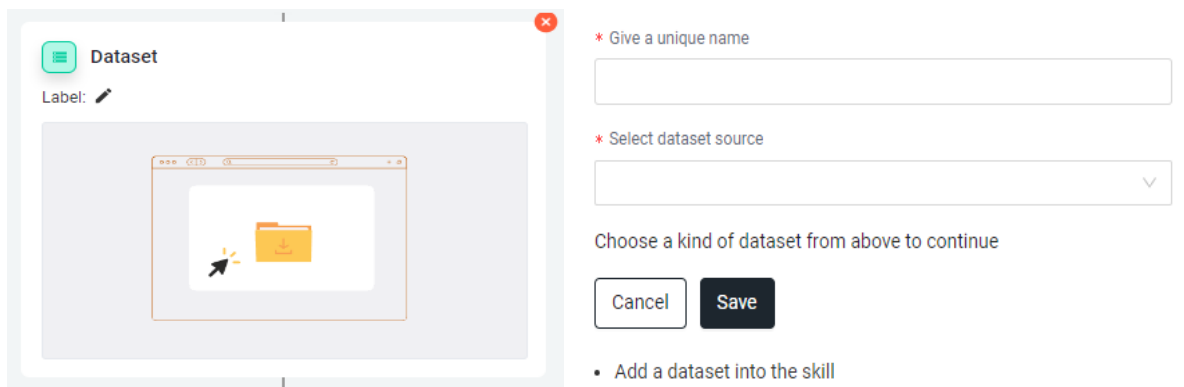 Dataset
Label:
* Give a unique name
* Select dataset source
Choose a kind of dataset from above to continue
Cancel Save
• Add a dataset into the skill